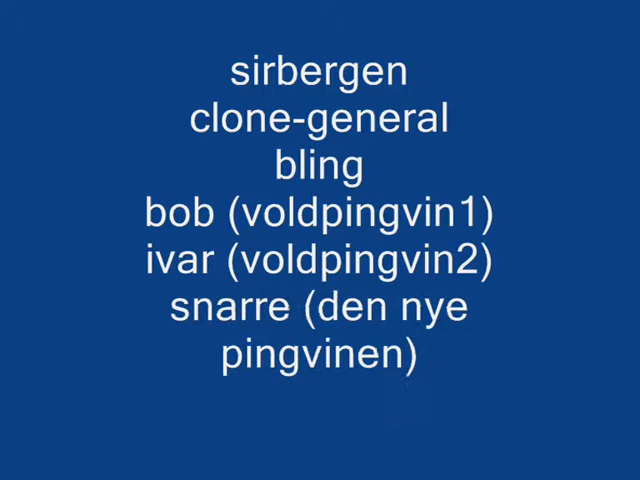 sirbergen
clone-general
bling
bob (voldpingvin1)
ivar (voldpingvin2)
snarre (den nye
pingvinen)